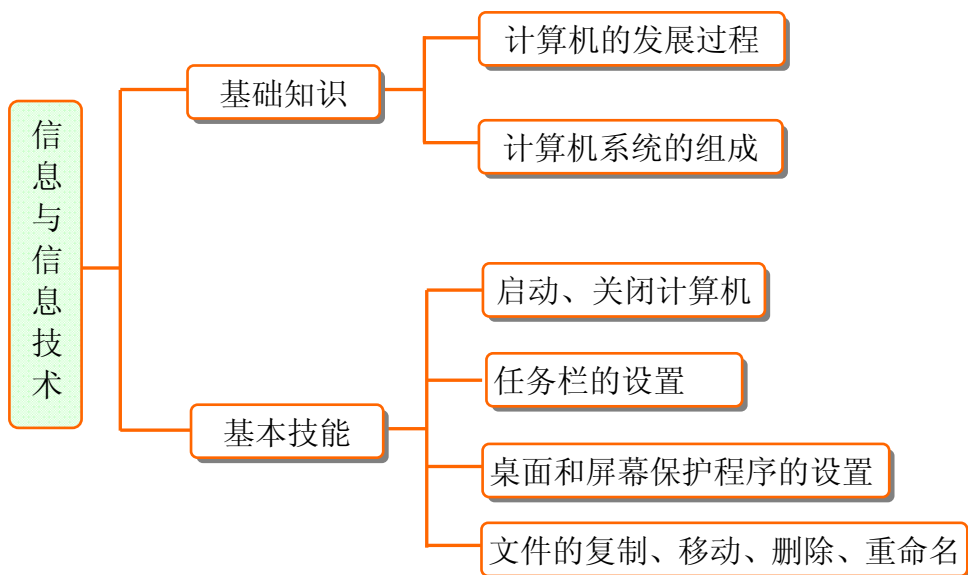 信息与信息技术
基础知识
计算机的发展过程
计算机系统的组成
基本技能
启动、关闭计算机
任务栏的设置
桌面和屏幕保护程序的设置
文件的复制、移动、删除、重命名